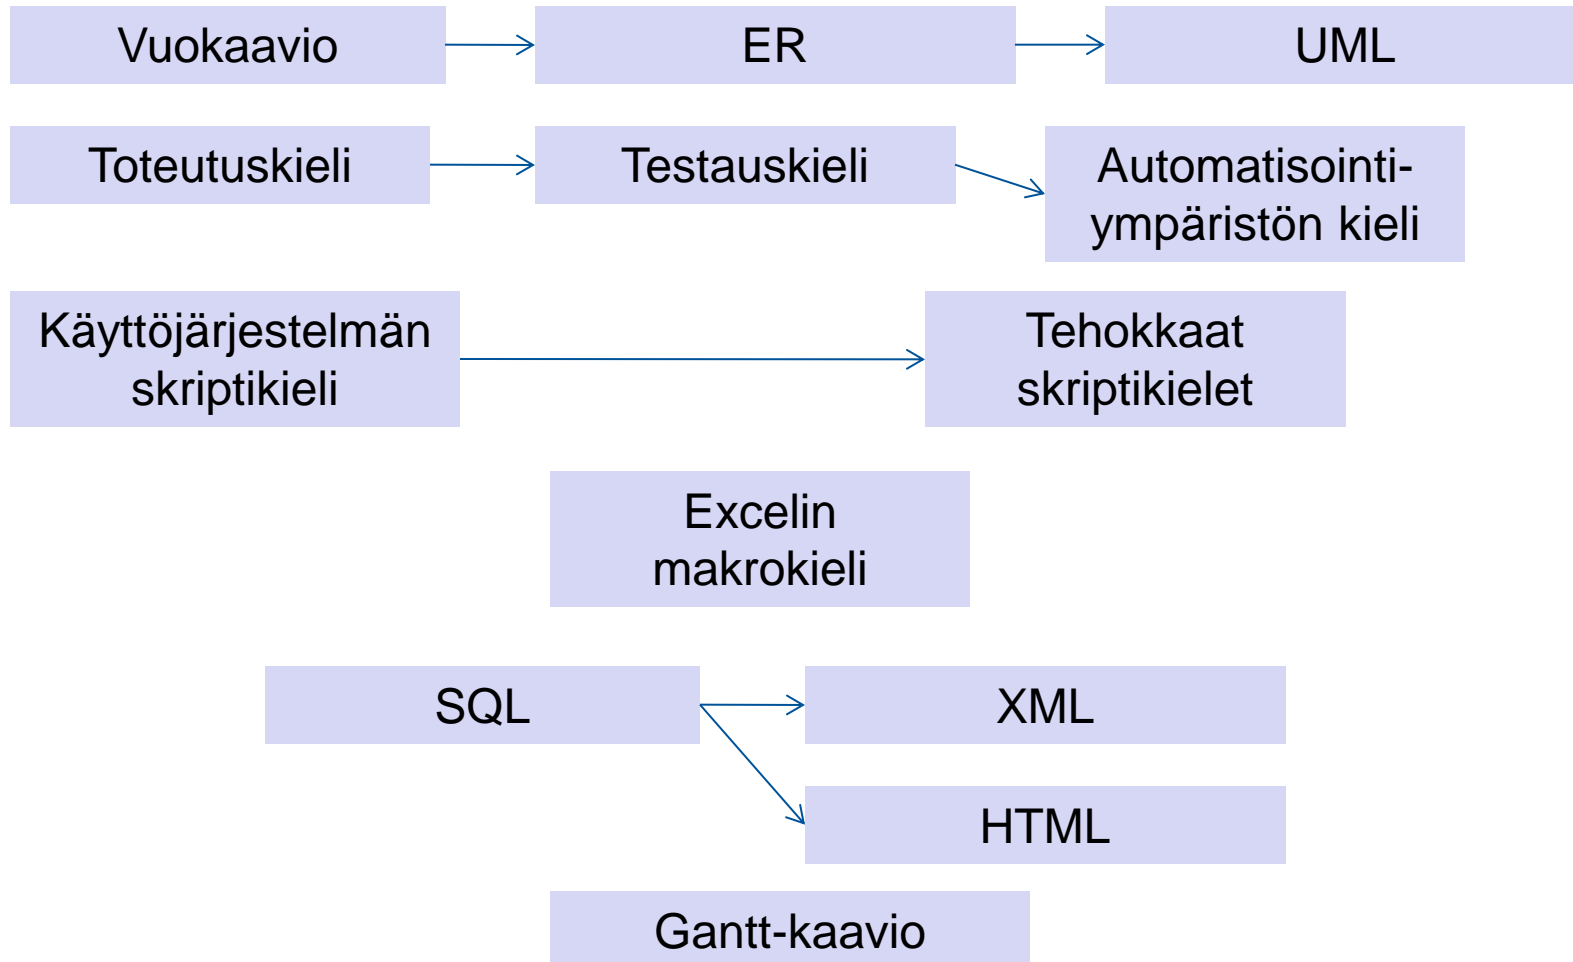 Vuokaavio
ER
UML
Toteutuskieli
Testauskieli
Automatisointi-
ympäristön kieli
Käyttöjärjestelmän
skriptikieli
Tehokkaat
skriptikielet
Excelin
makrokieli
SQL
XML
HTML
Gantt-kaavio